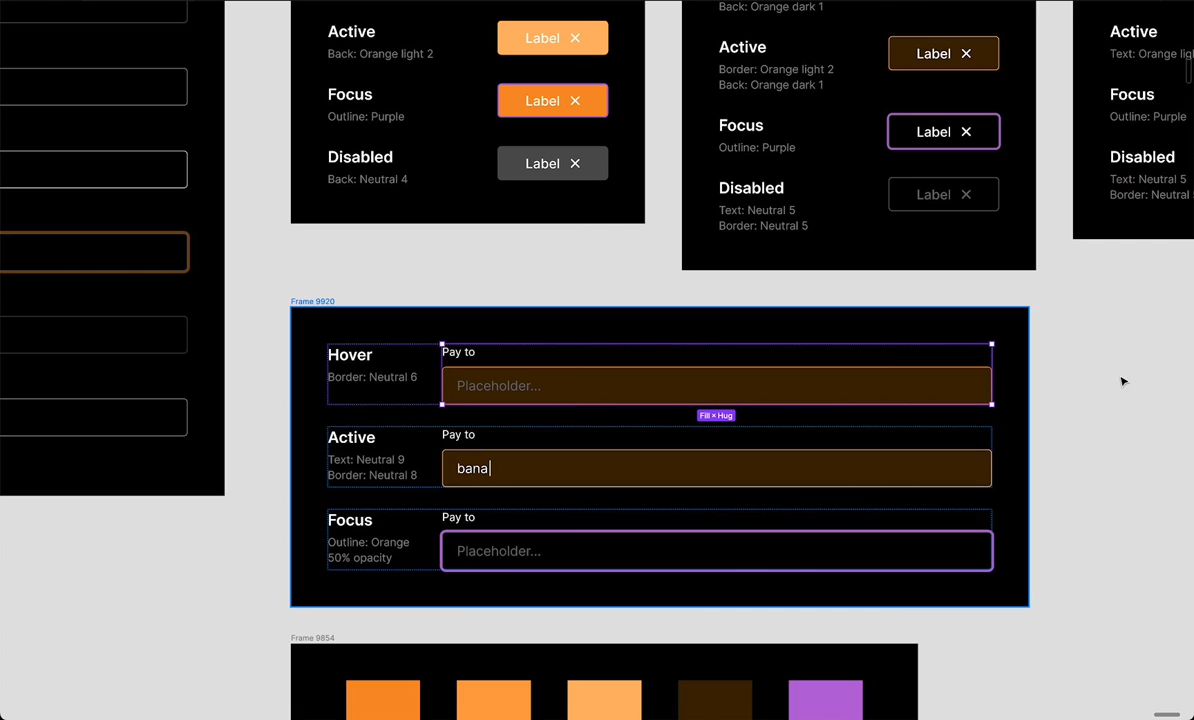 Active
Back: Orange light 2
Label ×
Focus
Outline: Purple
Label ×
Disabled
Back: Neutral 4
Label ×
Back: Orange dark 1
Active
Border: Orange light 2
Back: Orange dark 1
Label ×
Focus
Outline: Purple
Label ×
Disabled
Text: Neutral 5
Border: Neutral 5
Label ×
Active
Text: Orange
Focus
Outline: Purple
Disabled
Text: Neutral 5
Border: Neutral
Frame 9920
Hover
Border: Neutral 6
Pay to
Placeholder...
Fill × Hug
Active
Text: Neutral 9
Border: Neutral 8
Pay to
bana
Focus
Outline: Orange
50% opacity
Pay to
Placeholder...
Frame 9854